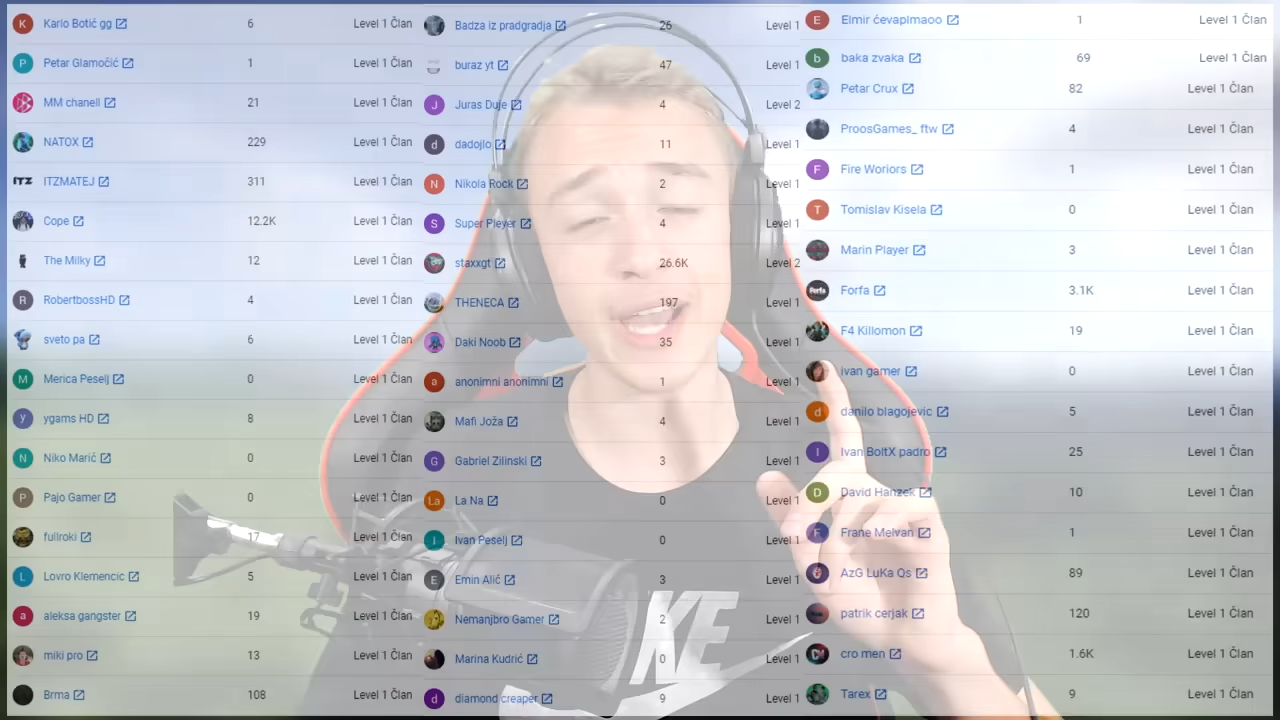 K Karlo Botić gg 6 Level 1 Član
P Petar Glamočić 1 Level 1 Član
MM chanell 21 Level 1 Član
NATOX 229 Level 1 Član
ITZ ITZMATEJ 311 Level 1 Član
Cope 12.2K Level 1 Član
The Milky 12 Level 1 Član
R RobertbossHD 4 Level 1 Član
sveto pa 6 Level 1 Član
M Merica Peselj 0 Level 1 Član
y ygams HD 8 Level 1 Član
N Niko Marić 0 Level 1 Član
P Pajo Gamer 0 Level 1 Član
fullroki 17 Level 1 Član
L Lovro Klemencic 5 Level 1 Član
a aleksa gangster 19 Level 1 Član
miki pro 13 Level 1 Član
Brma 108 Level 1 Član
Badza iz pradgradja 26 Level 1
buraz yt 47 Level 1
J Juras Duje 4 Level 2
d dadojlo 11 Level 1
N Nikola Rock 2 Level 1
S Super Pleyer 4 Level 1
staxxgt 26.6K Level 2
THENECA 197 Level 1
Daki Noob 35 Level 1
a anonimni anonimni 1 Level 1
Mafi Joža 4 Level 1
G Gabriel Zilinski 3 Level 1
La La Na 0 Level 1
I Ivan Peselj 0 Level 1
E Emin Alić 3 Level 1
Nemanjbro Gamer 2 Level 1
Marina Kudrić 0 Level 1
d diamond creaper 9 Level 1
E Elmir ćevaplmaoo 1 Level 1 Član
b baka zvaka 69 Level 1 Član
Petar Crux 82 Level 1 Član
ProosGames_ ftw 4 Level 1 Član
F Fire Woriors 1 Level 1 Član
T Tomislav Kisela 0 Level 1 Član
Marin Player 3 Level 1 Član
Forfa Forfa 3.1K Level 1 Član
F4 Killomon 19 Level 1 Član
ivan gamer 0 Level 1 Član
d danilo blagojevic 5 Level 1 Član
I Ivan BoltX padro 25 Level 1 Član
D David Hanzek 10 Level 1 Član
F Frane Melvan 1 Level 1 Član
AzG LuKa Qs 89 Level 1 Član
patrik cerjak 120 Level 1 Član
cro men 1.6K Level 1 Član
Tarex 9 Level 1 Član
KE